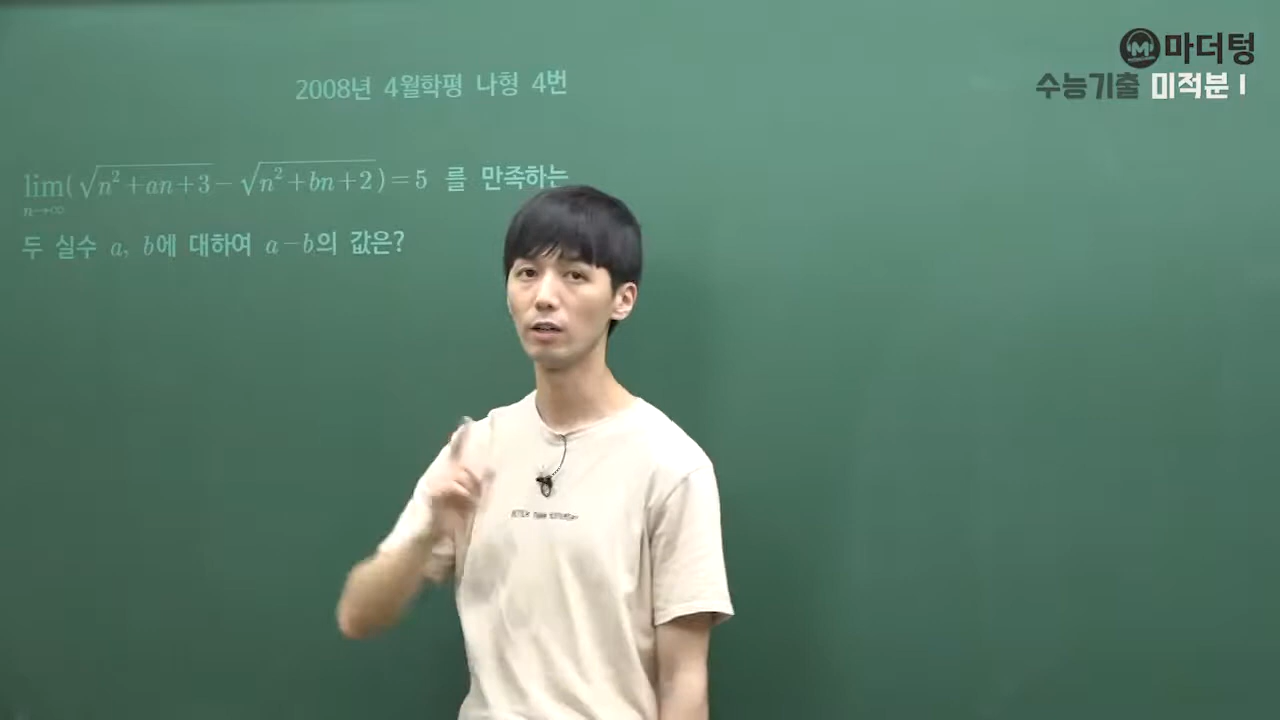 마더텅
수능기출 미적분 I
2008년 4월학평 나형 4번
lim(√n²+an+3 − √n²+bn+2) = 5 를 만족하는
n→∞
두 실수 a, b에 대하여 a−b의 값은?